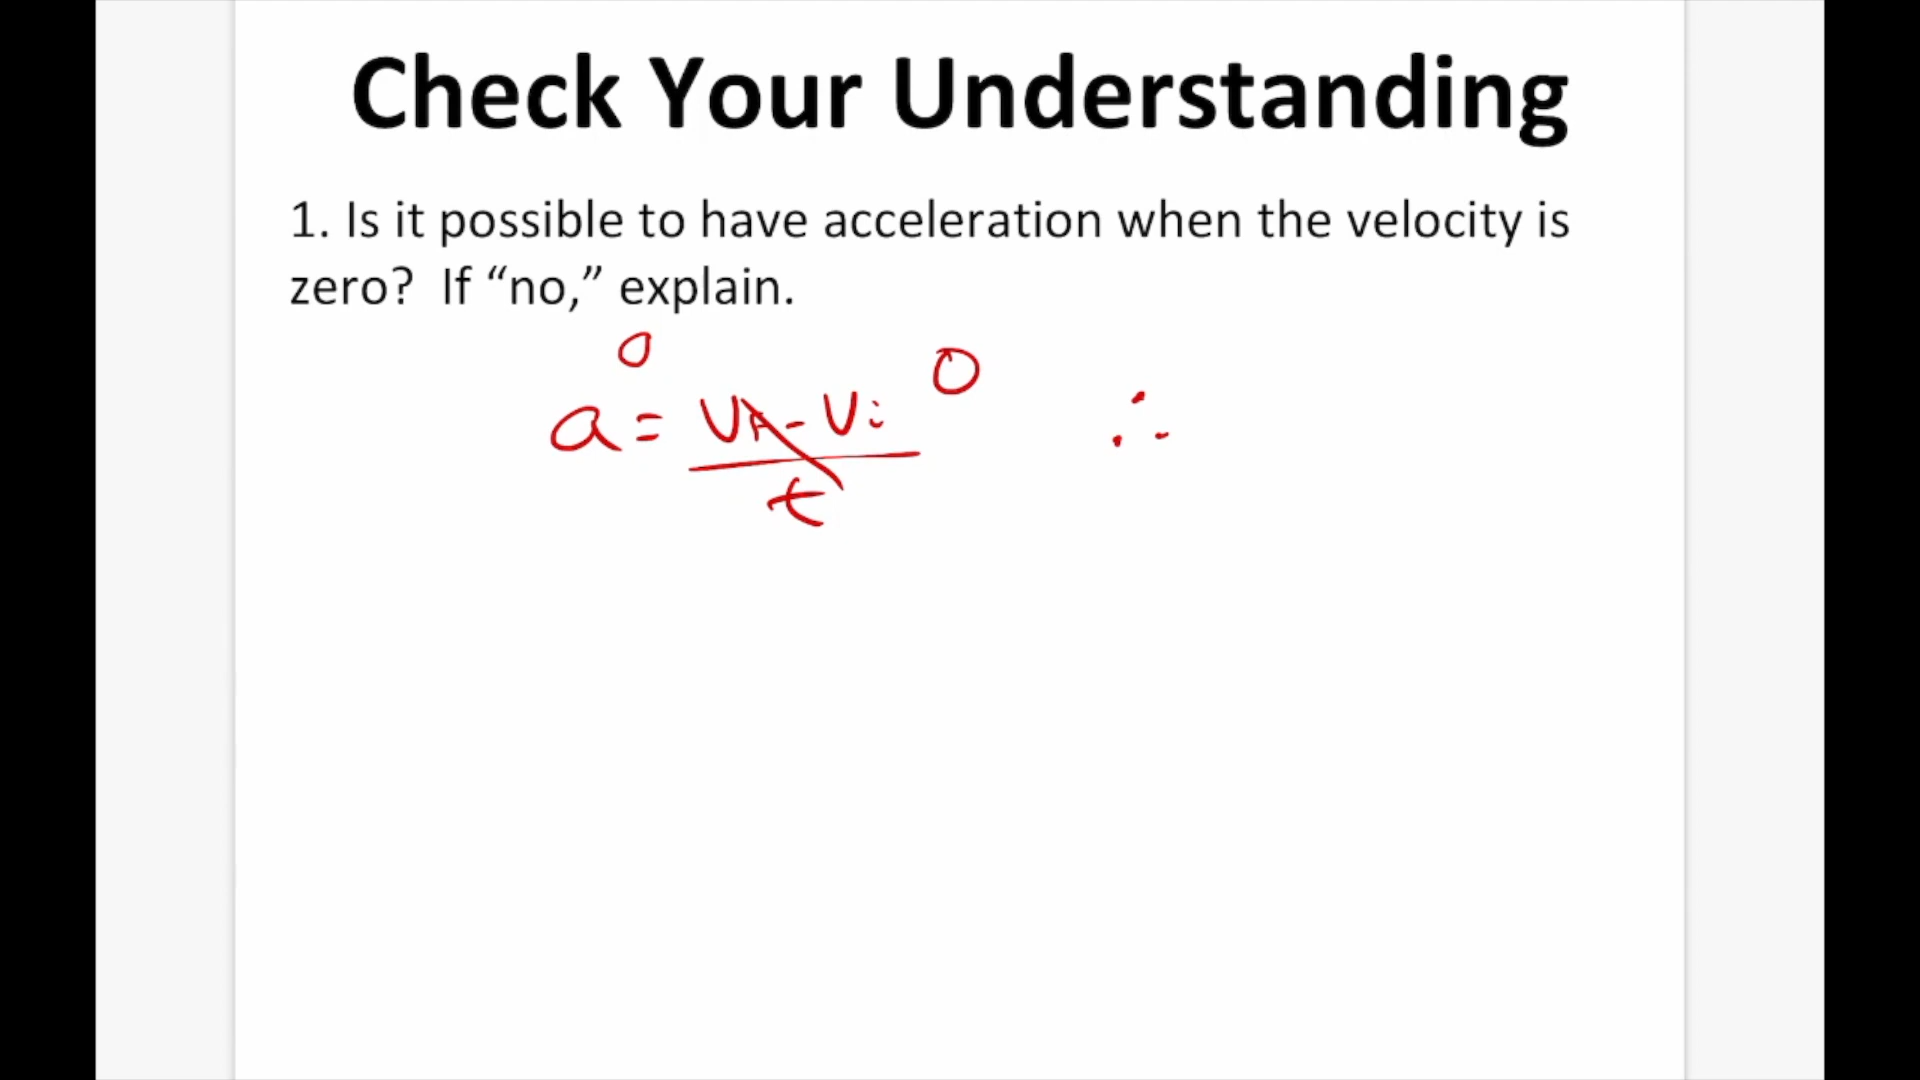 Check Your Understanding
1. Is it possible to have acceleration when the velocity is
zero?  If “no,” explain.
0 0
a = Vf - Vi ∴
t